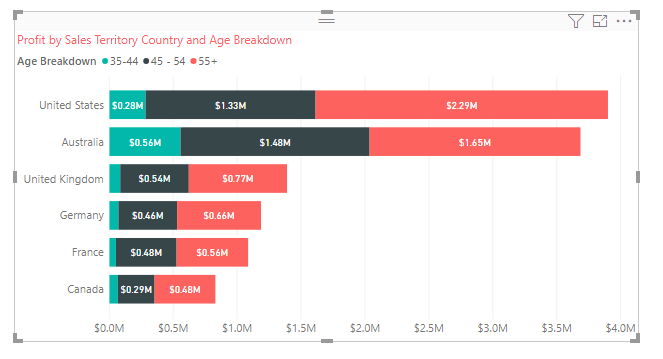 Profit by Sales Territory Country and Age Breakdown
Age Breakdown 35-44 45 - 54 55+
United States $0.28M $1.33M $2.29M
Australia $0.56M $1.48M $1.65M
United Kingdom $0.54M $0.77M
Germany $0.46M $0.66M
France $0.48M $0.56M
Canada $0.29M $0.48M
$0.0M $0.5M $1.0M $1.5M $2.0M $2.5M $3.0M $3.5M $4.0M